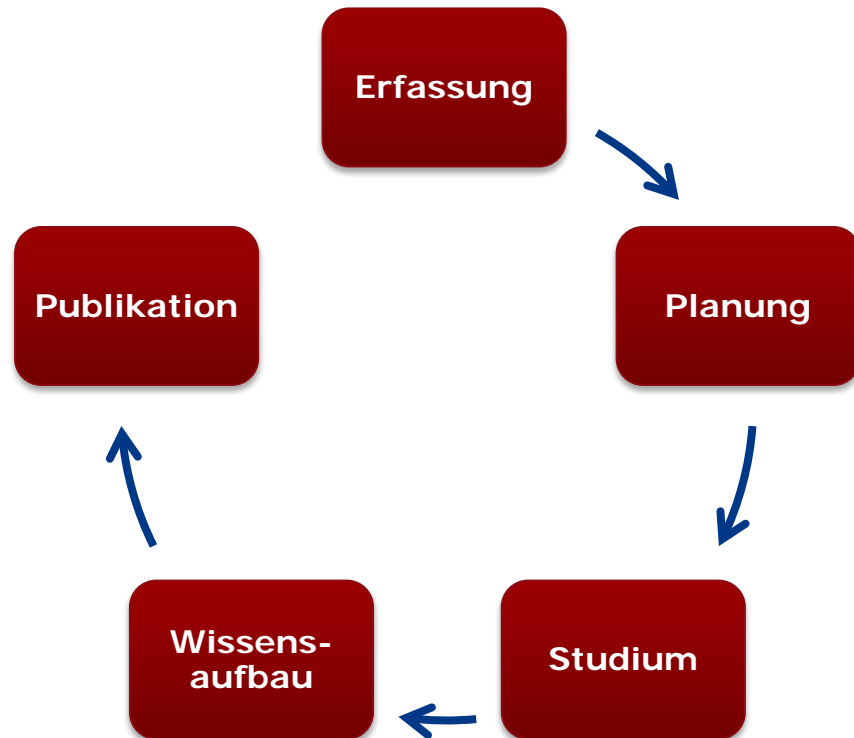 Erfassung
Planung
Studium
Wissens-
aufbau
Publikation